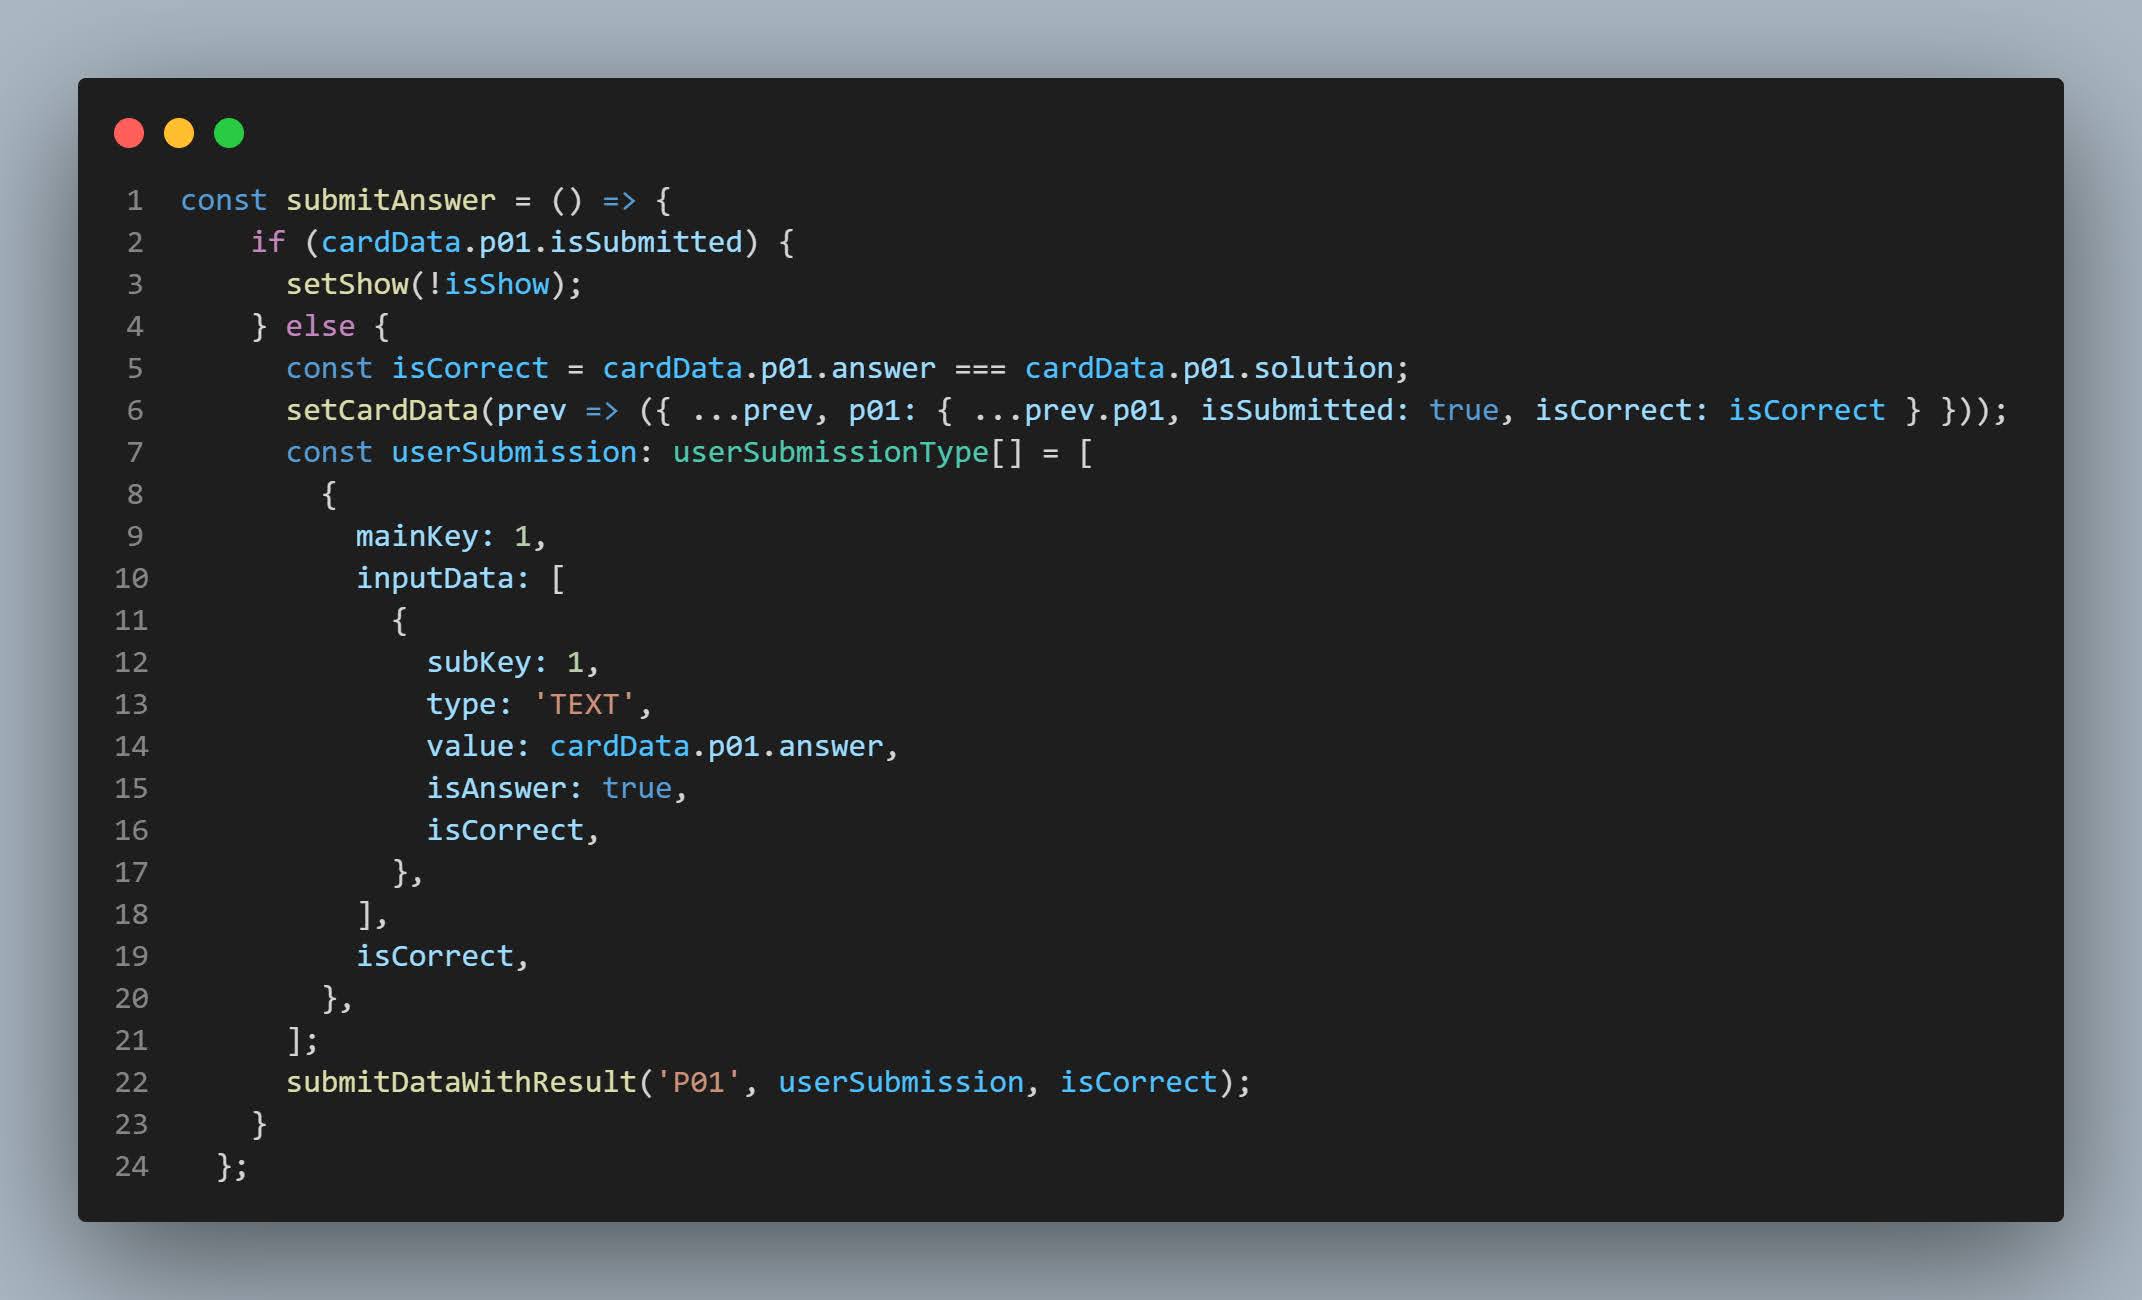 1 const submitAnswer = () => {
2     if (cardData.p01.isSubmitted) {
3       setShow(!isShow);
4     } else {
5       const isCorrect = cardData.p01.answer === cardData.p01.solution;
6       setCardData(prev => ({ ...prev, p01: { ...prev.p01, isSubmitted: true, isCorrect: isCorrect } }));
7       const userSubmission: userSubmissionType[] = [
8         {
9           mainKey: 1,
10           inputData: [
11             {
12               subKey: 1,
13               type: 'TEXT',
14               value: cardData.p01.answer,
15               isAnswer: true,
16               isCorrect,
17             },
18           ],
19           isCorrect,
20         },
21       ];
22       submitDataWithResult('P01', userSubmission, isCorrect);
23     }
24   };